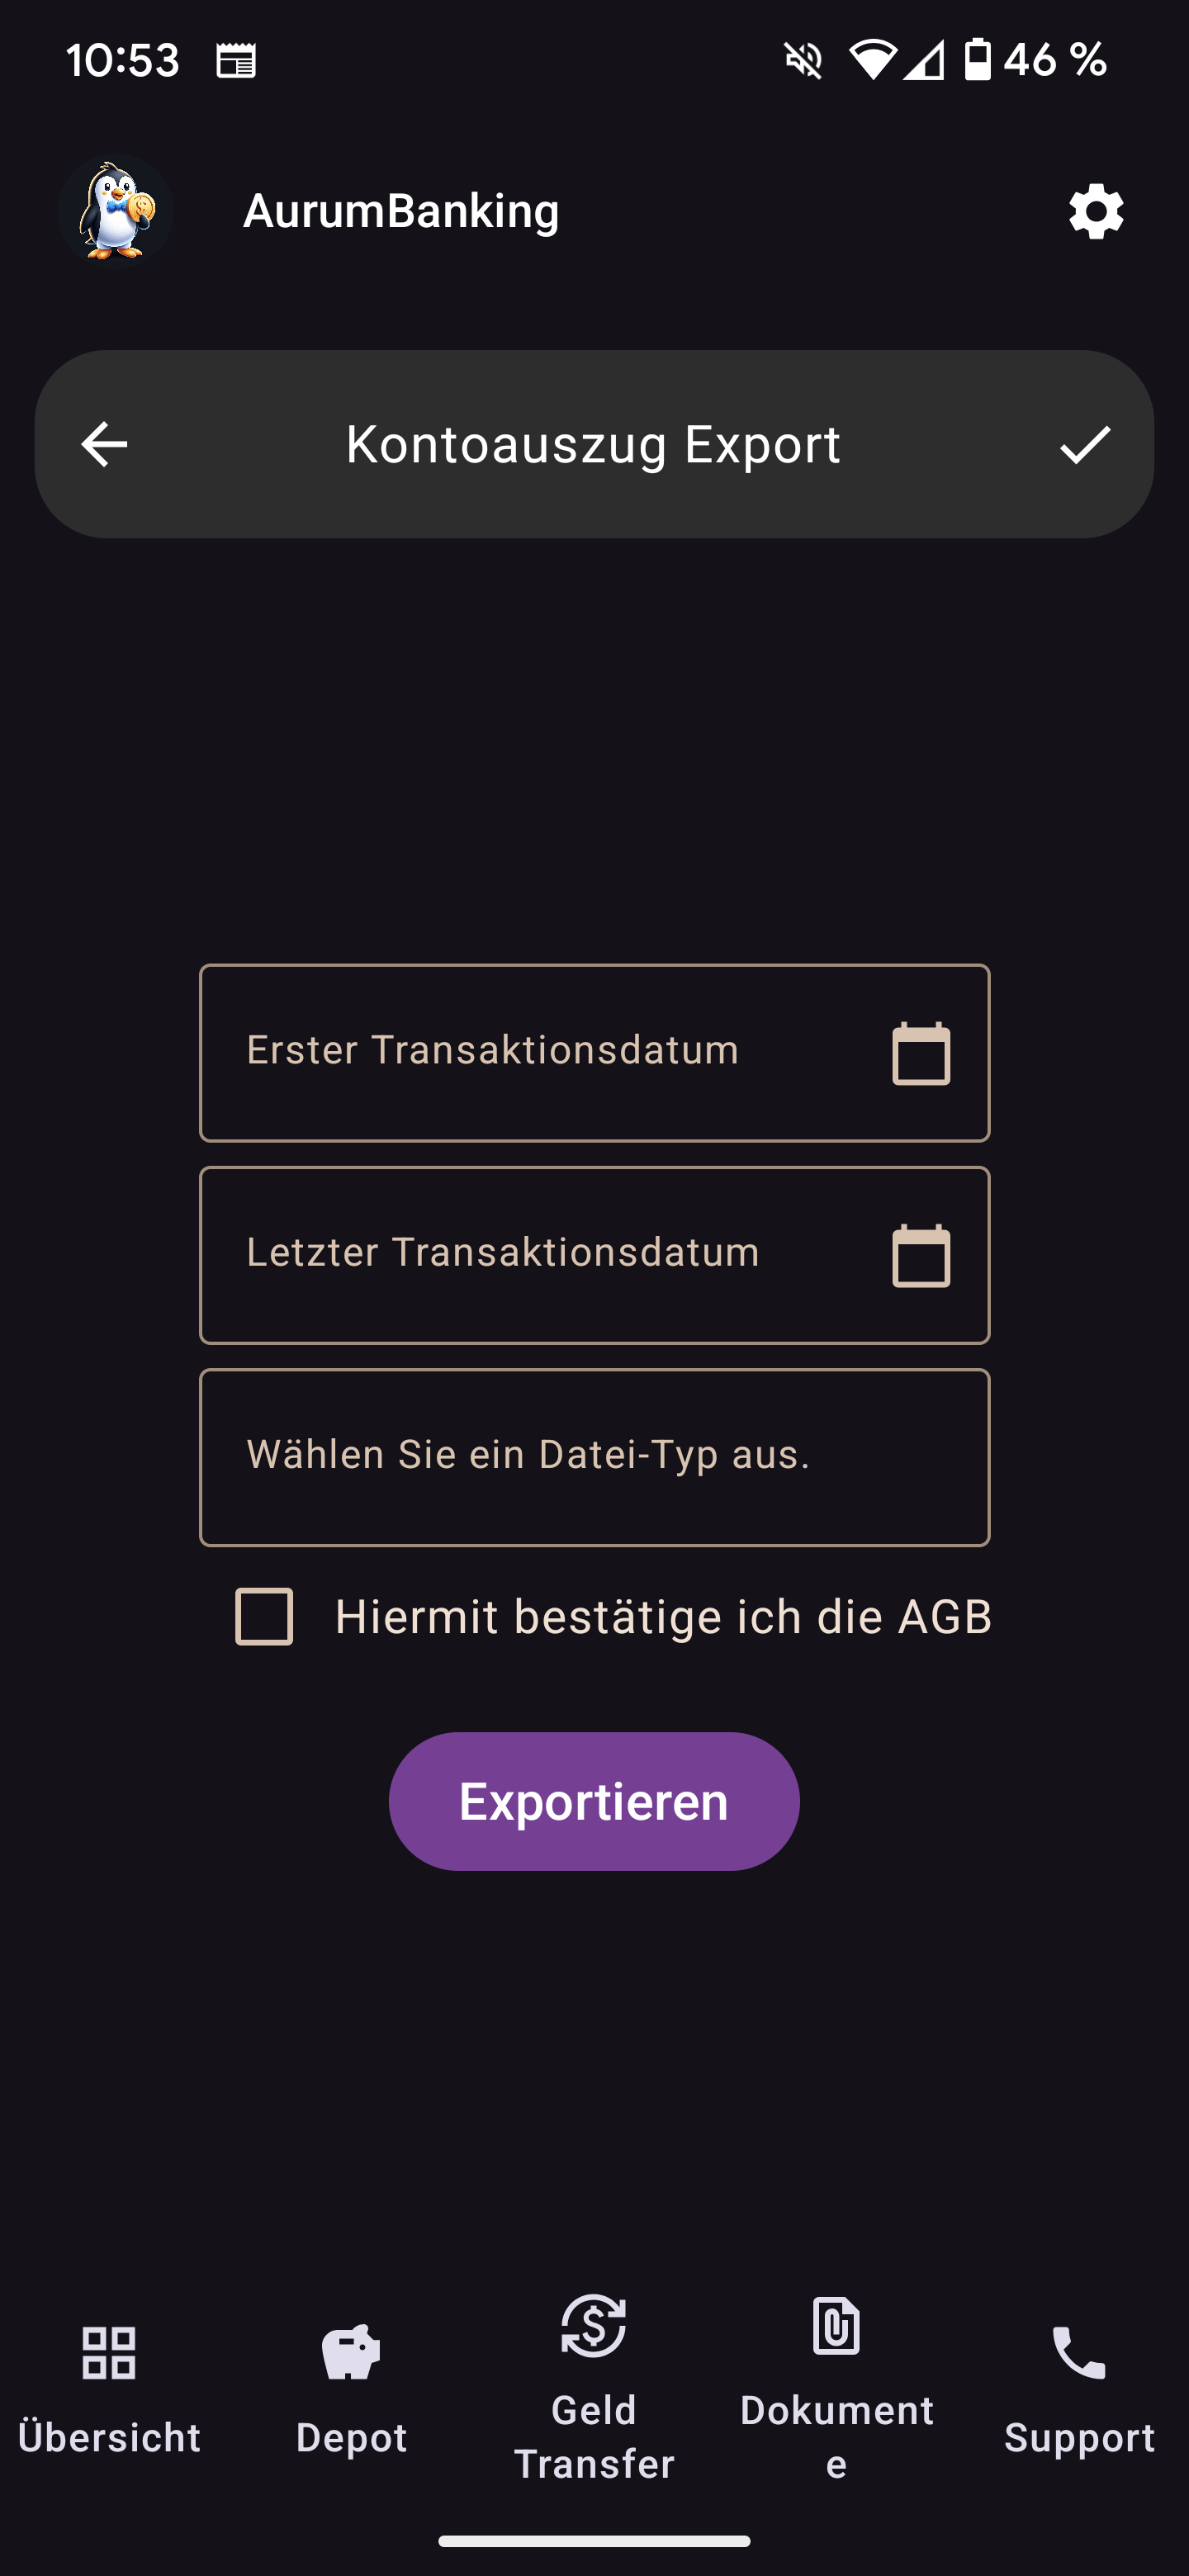 10:53 46 %
AurumBanking
Kontoauszug Export
Erster Transaktionsdatum
Letzter Transaktionsdatum
Wählen Sie ein Datei-Typ aus.
Hiermit bestätige ich die AGB
Exportieren
Übersicht
Depot
Geld
Transfer
Dokument
e
Support